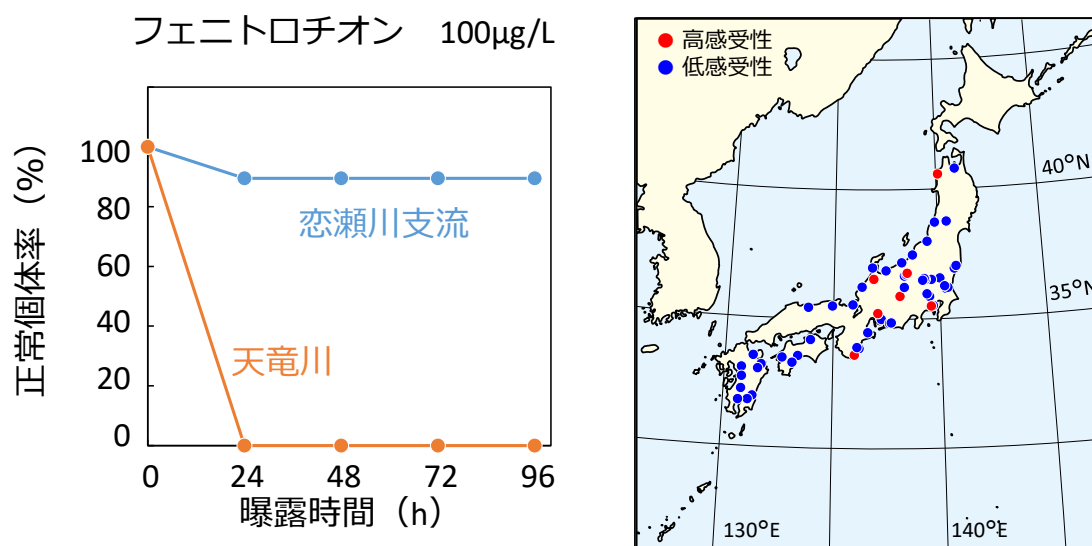 フェニトロチオン 100μg/L
正常個体率（%）
100
80
60
40
20
0
恋瀬川支流
天竜川
0 24 48 72 96
曝露時間（h）
高感受性
低感受性
40°N
35°N
130°E 140°E